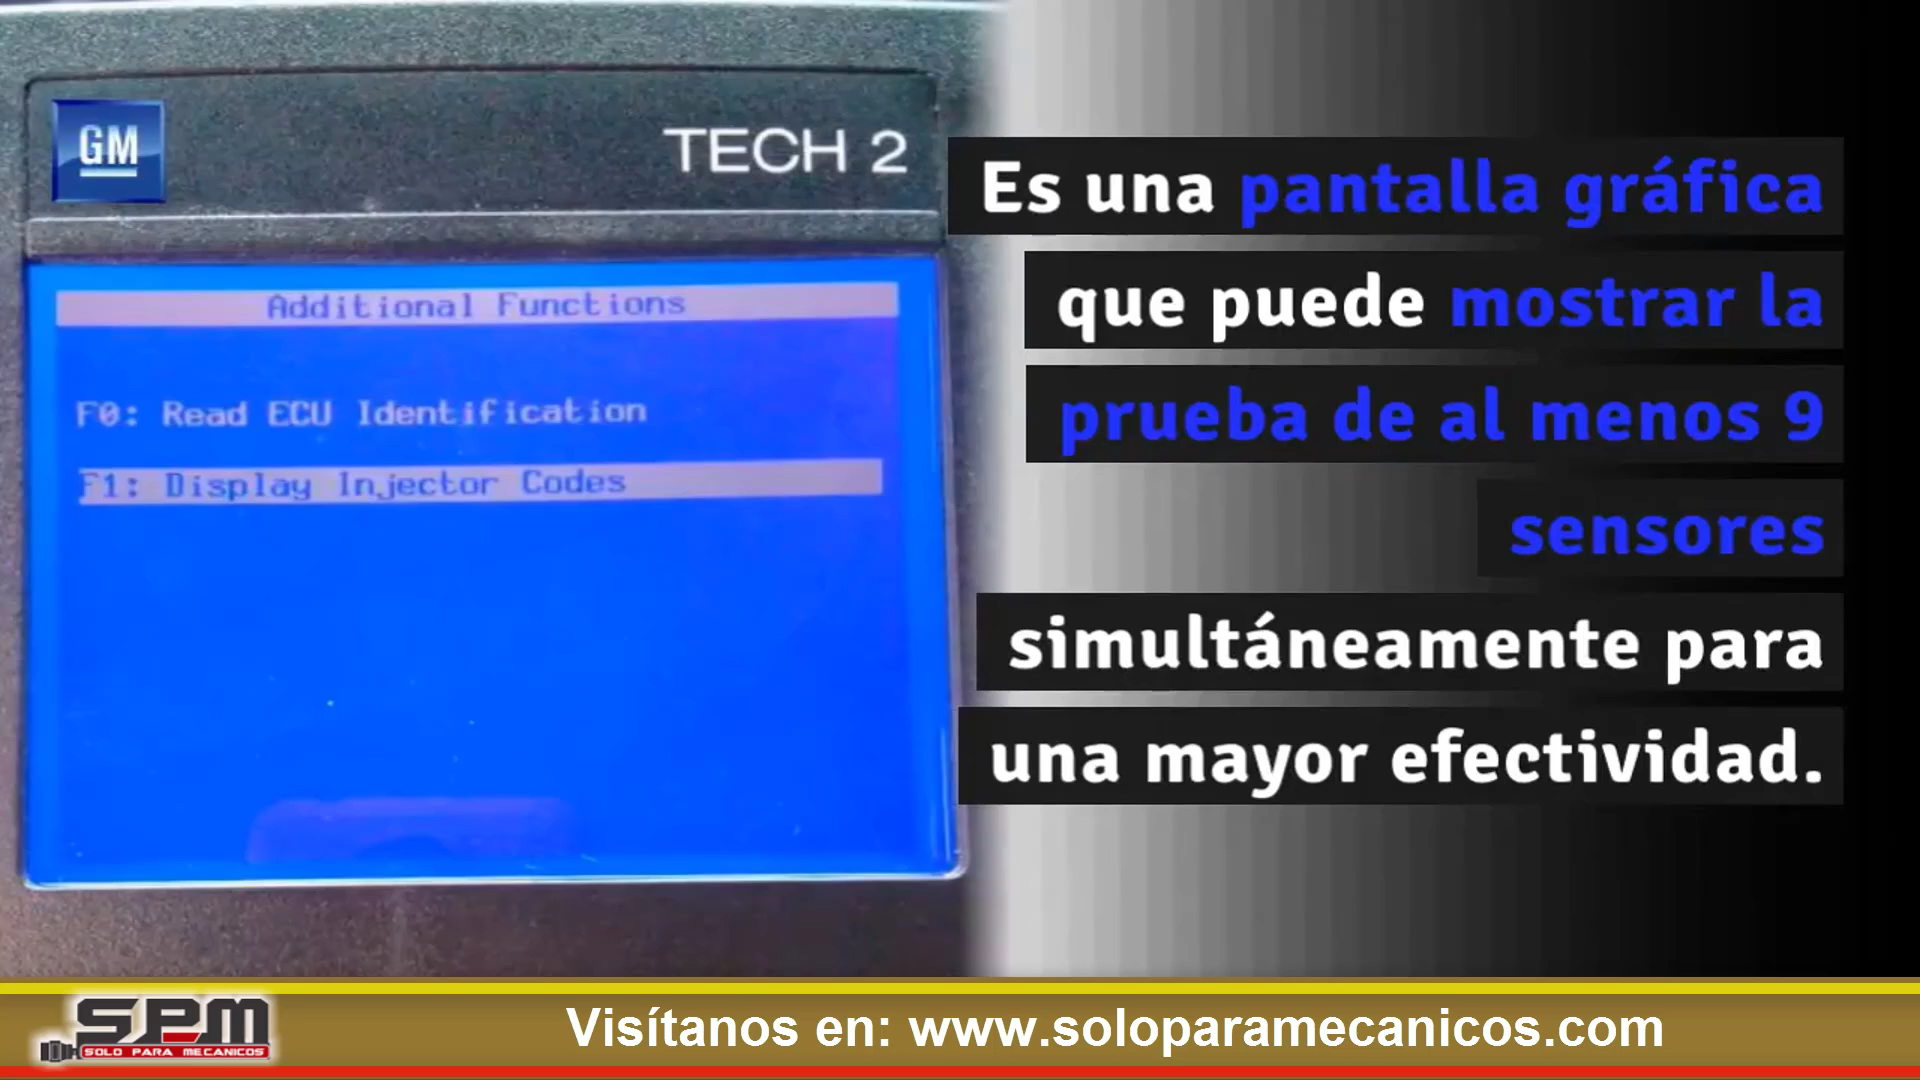 GM
TECH 2
Additional Functions
F0: Read ECU Identification
F1: Display Injector Codes
Es una pantalla gráfica
que puede mostrar la
prueba de al menos 9
sensores
simultáneamente para
una mayor efectividad.
SPM
SOLO PARA MECANICOS
Visítanos en: www.soloparamecanicos.com